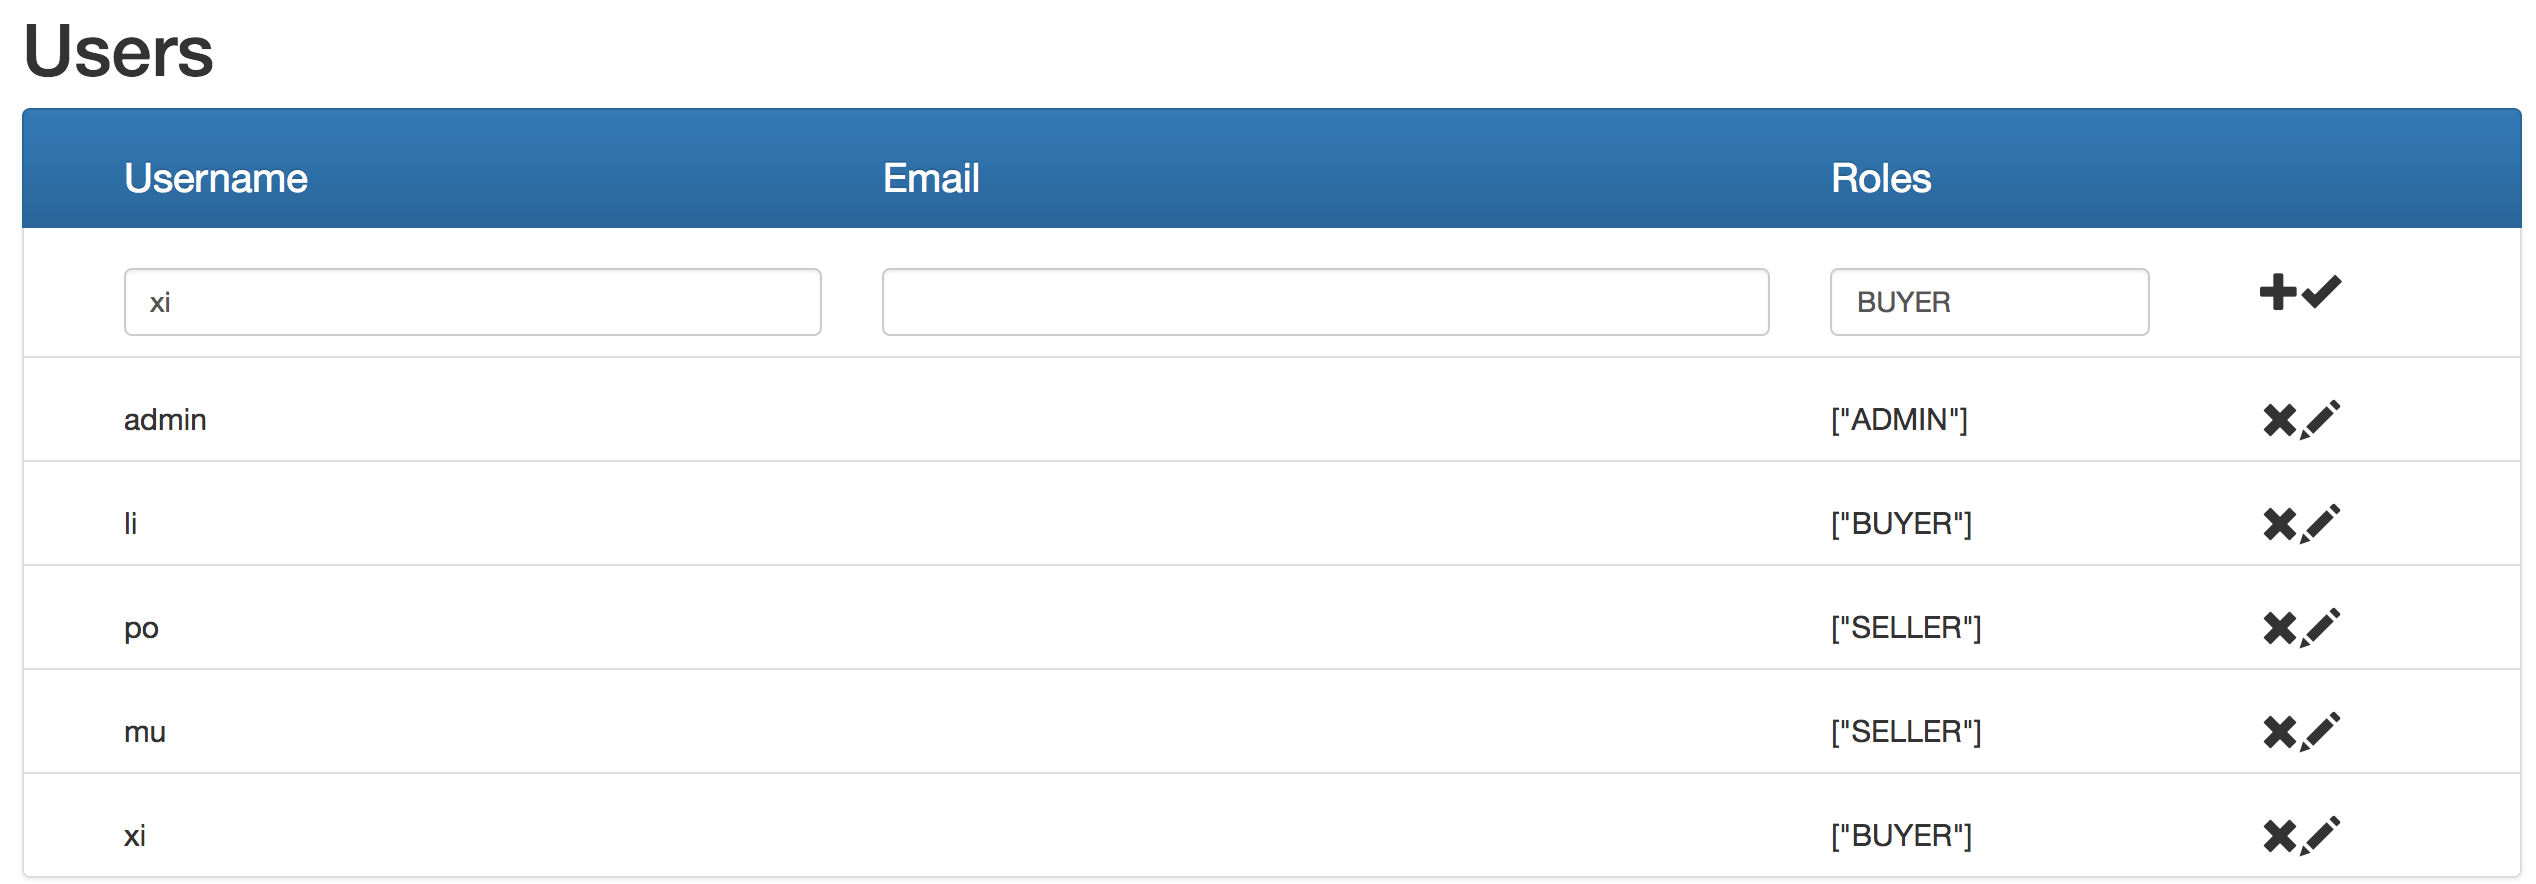 Users
Username Email Roles
xi BUYER
admin ["ADMIN"]
li ["BUYER"]
po ["SELLER"]
mu ["SELLER"]
xi ["BUYER"]